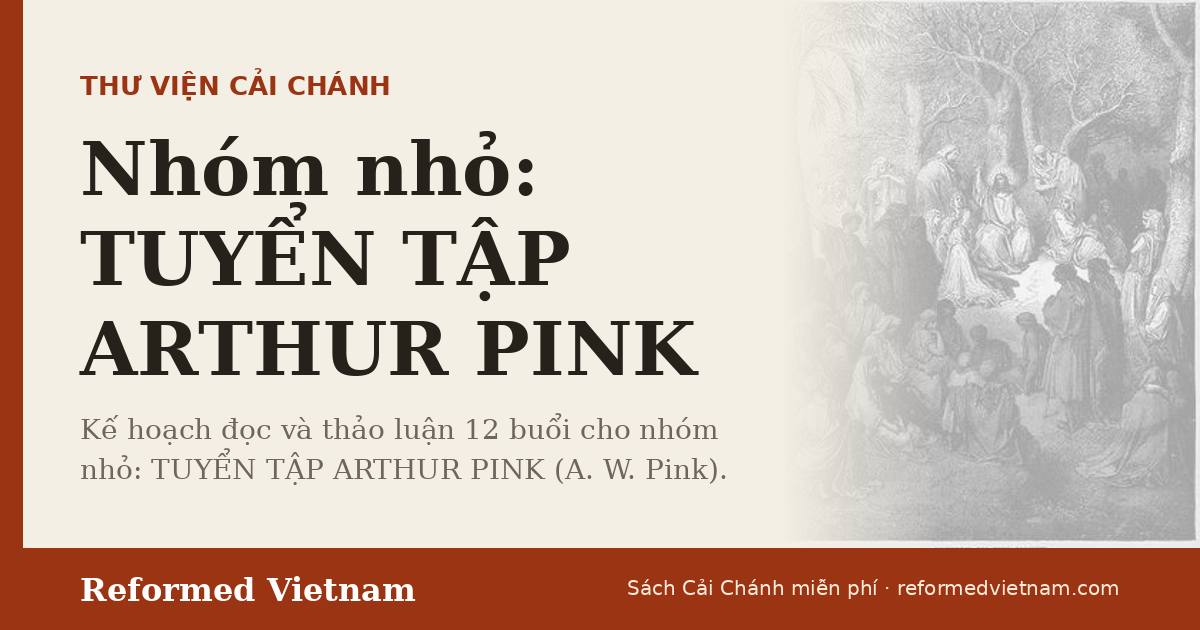 THƯ VIỆN CẢI CHÁNH
Nhóm nhỏ:
TUYỂN TẬP
ARTHUR PINK
Kế hoạch đọc và thảo luận 12 buổi cho nhóm
nhỏ: TUYỂN TẬP ARTHUR PINK (A. W. Pink).
Reformed Vietnam
Sách Cải Chánh miễn phí · reformedvietnam.com